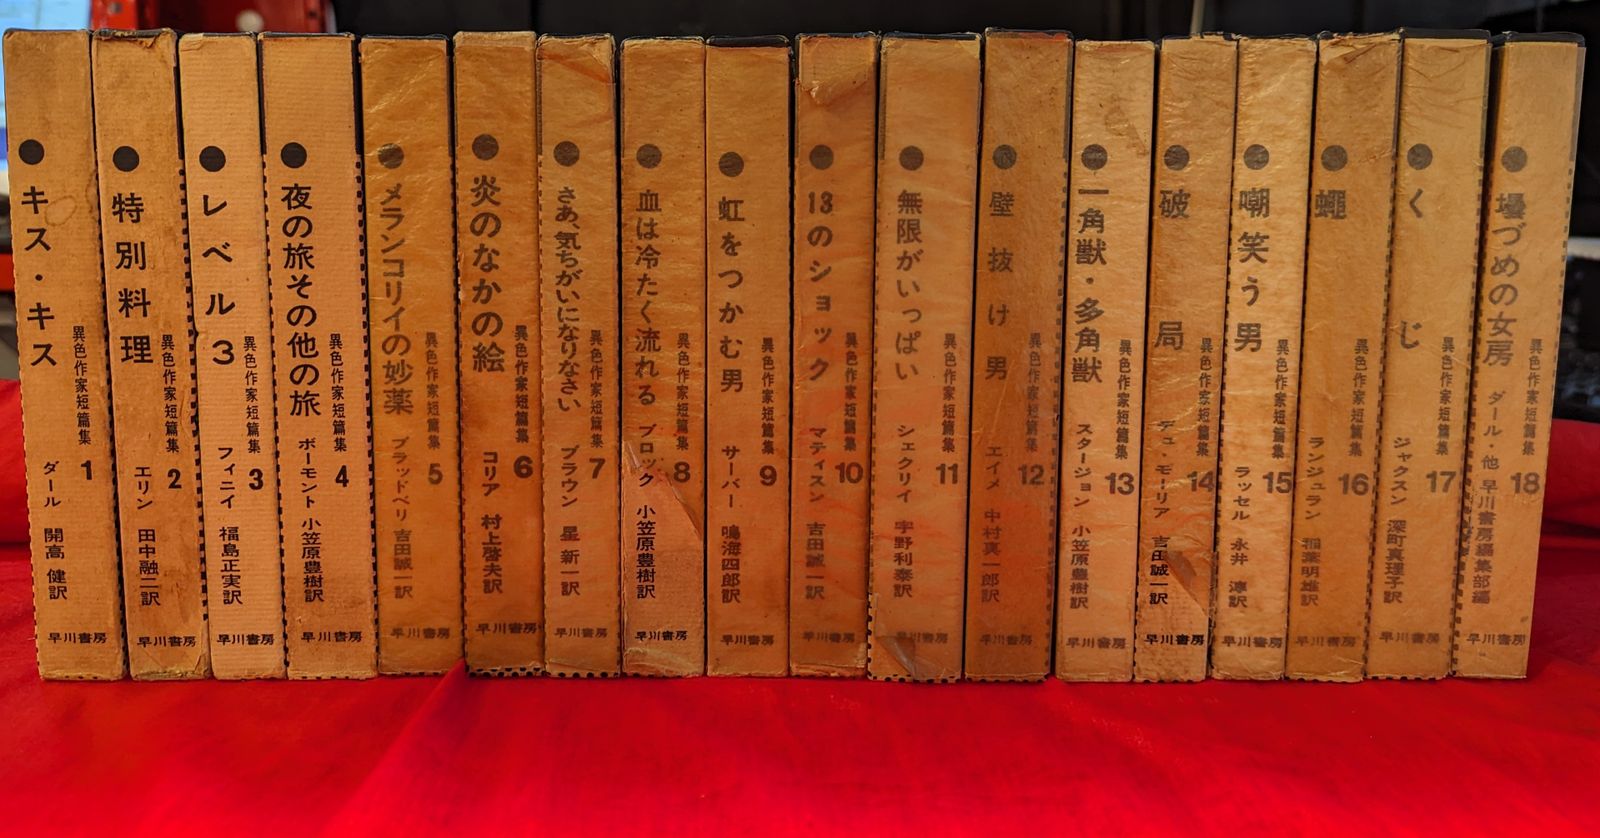 キス・キス
異色作家短篇集 1
ダール 開高 健訳
早川書房
特別料理
異色作家短篇集 2
エリン 田中融二訳
早川書房
レベル3
異色作家短篇集 3
フィニイ 福島正実訳
早川書房
夜の旅その他の旅
異色作家短篇集 4
ボーモント 小笠原豊樹訳
早川書房
メランコリイの妙薬
異色作家短篇集 5
ブラッドベリ 吉田誠一訳
早川書房
炎のなかの絵
異色作家短篇集 6
コリア 村上啓夫訳
早川書房
さあ、気ちがいになりなさい
異色作家短篇集 7
ブラウン 星 新一訳
早川書房
血は冷たく流れる
異色作家短篇集 8
ブロック 小笠原豊樹訳
早川書房
虹をつかむ男
異色作家短篇集 9
サーバー 鳴海四郎訳
早川書房
13のショック
異色作家短篇集 10
マティスン 吉田誠一訳
早川書房
無限がいっぱい
異色作家短篇集 11
シェクリイ 宇野利泰訳
早川書房
壁抜け男
異色作家短篇集 12
エイメ 中村真一郎訳
早川書房
一角獣・多角獣
異色作家短篇集 13
スタージョン 小笠原豊樹訳
早川書房
破局
異色作家短篇集 14
デュ・モーリア 吉田誠一訳
早川書房
嘲笑う男
異色作家短篇集 15
ラッセル 永井 淳訳
早川書房
蠅
異色作家短篇集 16
ランジュラン 稲葉明雄訳
早川書房
くじ
異色作家短篇集 17
ジャクスン 深町真理子訳
早川書房
壜づめの女房
異色作家短篇集 18
ダール・他 早川書房編集部編
早川書房